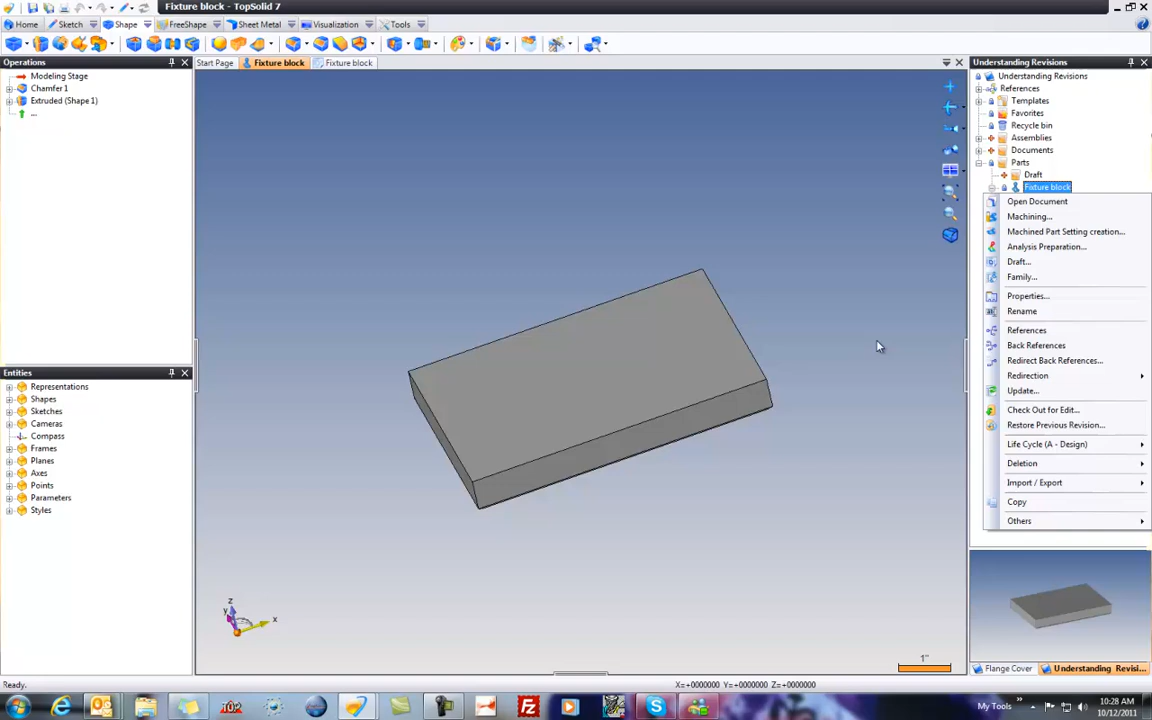 Fixture block - TopSolid 7
Home Sketch Shape FreeShape Sheet Metal Visualization Tools
Operations
Start Page Fixture block Fixture block
Understanding Revisions
Modeling Stage
Chamfer 1
Extruded (Shape 1)
...
Understanding Revisions
References
Templates
Favorites
Recycle bin
Assemblies
Documents
Parts
Draft
Fixture block
Open Document
Machining...
Machined Part Setting creation...
Analysis Preparation...
Draft...
Family...
Properties...
Rename
References
Back References
Redirect Back References...
Redirection
Update...
Check Out for Edit...
Restore Previous Revision...
Life Cycle (A - Design)
Deletion
Import / Export
Copy
Others
Entities
Representations
Shapes
Sketches
Cameras
Compass
Frames
Planes
Axes
Points
Parameters
Styles
z
y
x
1"
Flange Cover Understanding Revisi...
Ready.
X=+0000000 Y=+0000000 Z=+0000000
My Tools
10:28 AM
10/12/2011